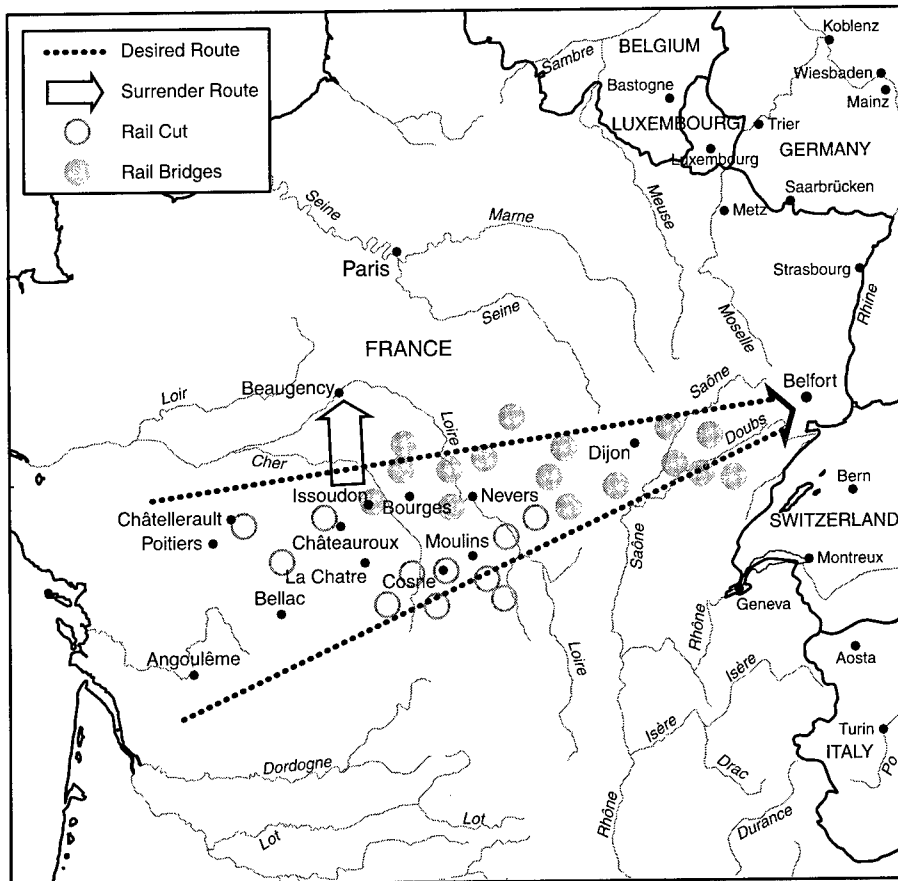 Desired Route
Surrender Route
Rail Cut
Rail Bridges
Koblenz
BELGIUM
Sambre
Wiesbaden
Bastogne
Mainz
LUXEMBOURG
Trier
GERMANY
Luxembourg
Saarbrücken
Seine
Meuse
Metz
Marne
Paris
Strasbourg
Rhine
Seine
Moselle
FRANCE
Beaugency
Loir
Saône
Belfort
Loire
Doubs
Dijon
Cher
Bern
Issoudon
Bourges
Nevers
Châtellerault
SWITZERLAND
Poitiers
Châteauroux
Moulins
Saône
Montreux
La Chatre
Cosne
Bellac
Geneva
Rhône
Angoulême
Loire
Isère
Aosta
Isère
Turin
ITALY
Dordogne
Drac
Po
Rhône
Lot
Lot
Durance